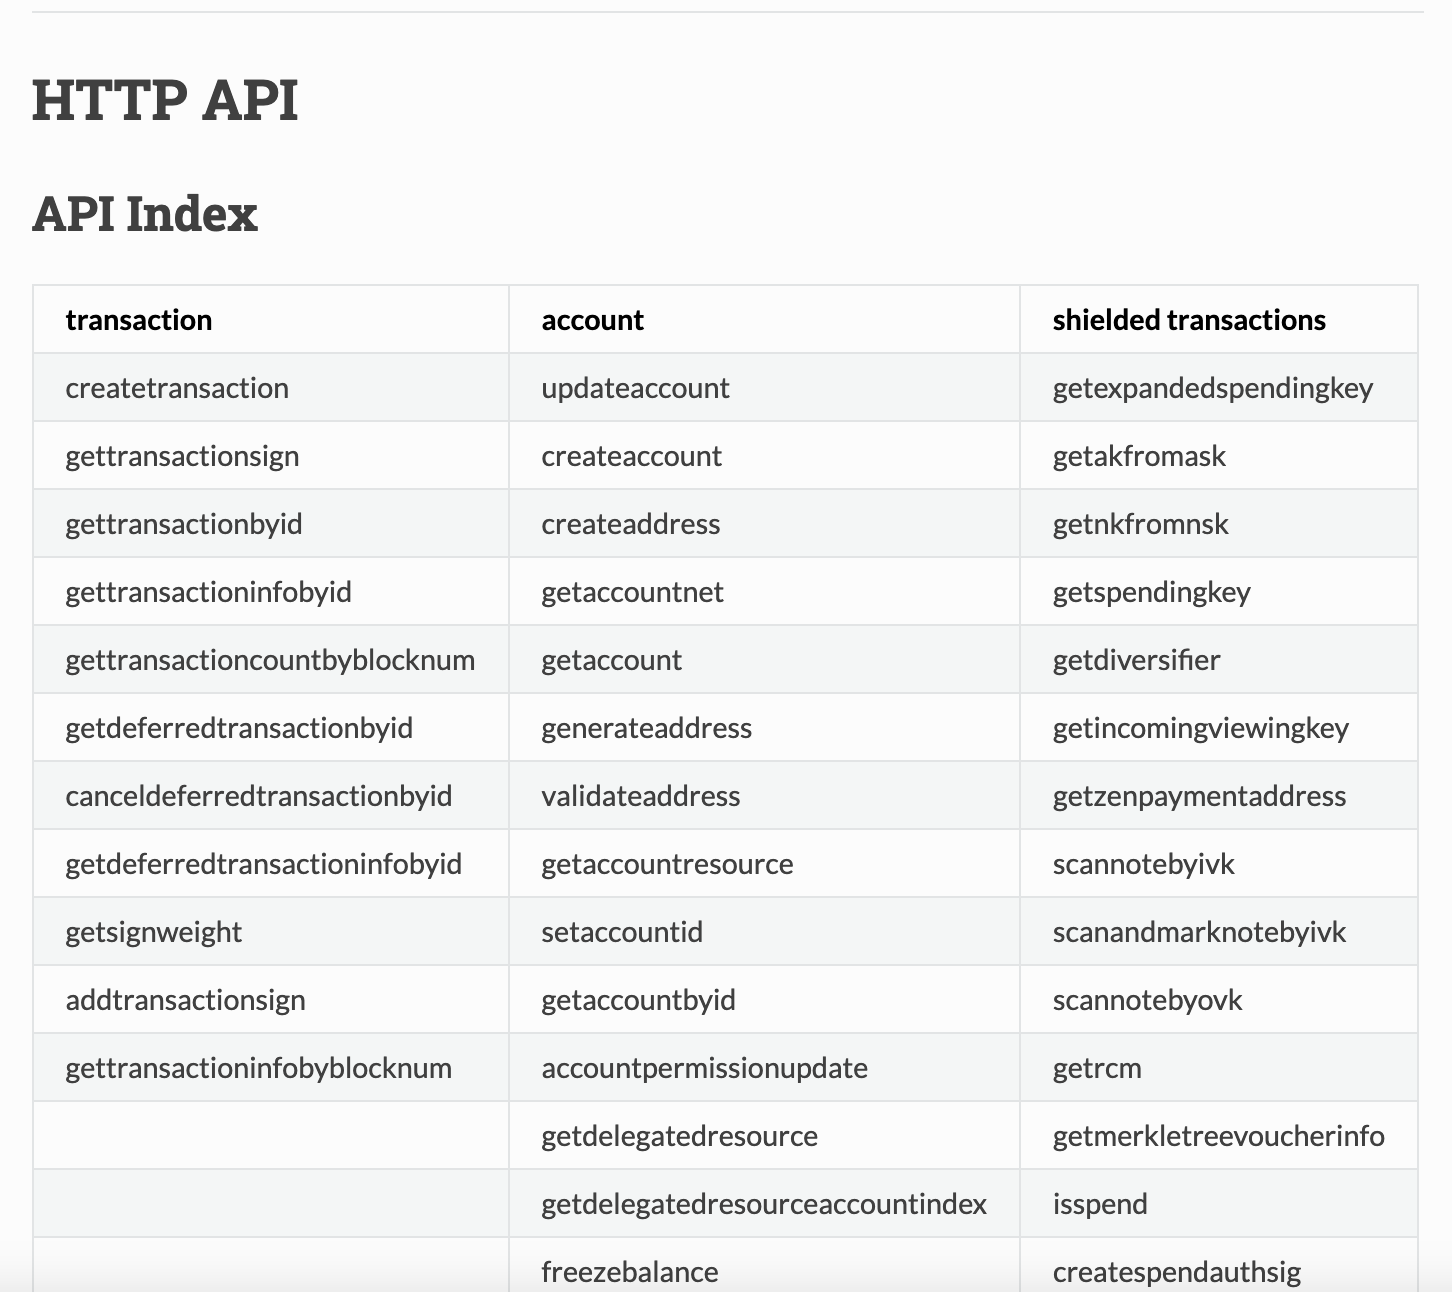 HTTP API
API Index
transaction account shielded transactions
createtransaction updateaccount getexpandedspendingkey
gettransactionsign createaccount getakfromask
gettransactionbyid createaddress getnkfromnsk
gettransactioninfobyid getaccountnet getspendingkey
gettransactioncountbyblocknum getaccount getdiversifier
getdeferredtransactionbyid generateaddress getincomingviewingkey
canceldeferredtransactionbyid validateaddress getzenpaymentaddress
getdeferredtransactioninfobyid getaccountresource scannotebyivk
getsignweight setaccountid scanandmarknotebyivk
addtransactionsign getaccountbyid scannotebyovk
gettransactioninfobyblocknum accountpermissionupdate getrcm
getdelegatedresource getmerkletreevoucherinfo
getdelegatedresourceaccountindex isspend
freezebalance createspendauthsig